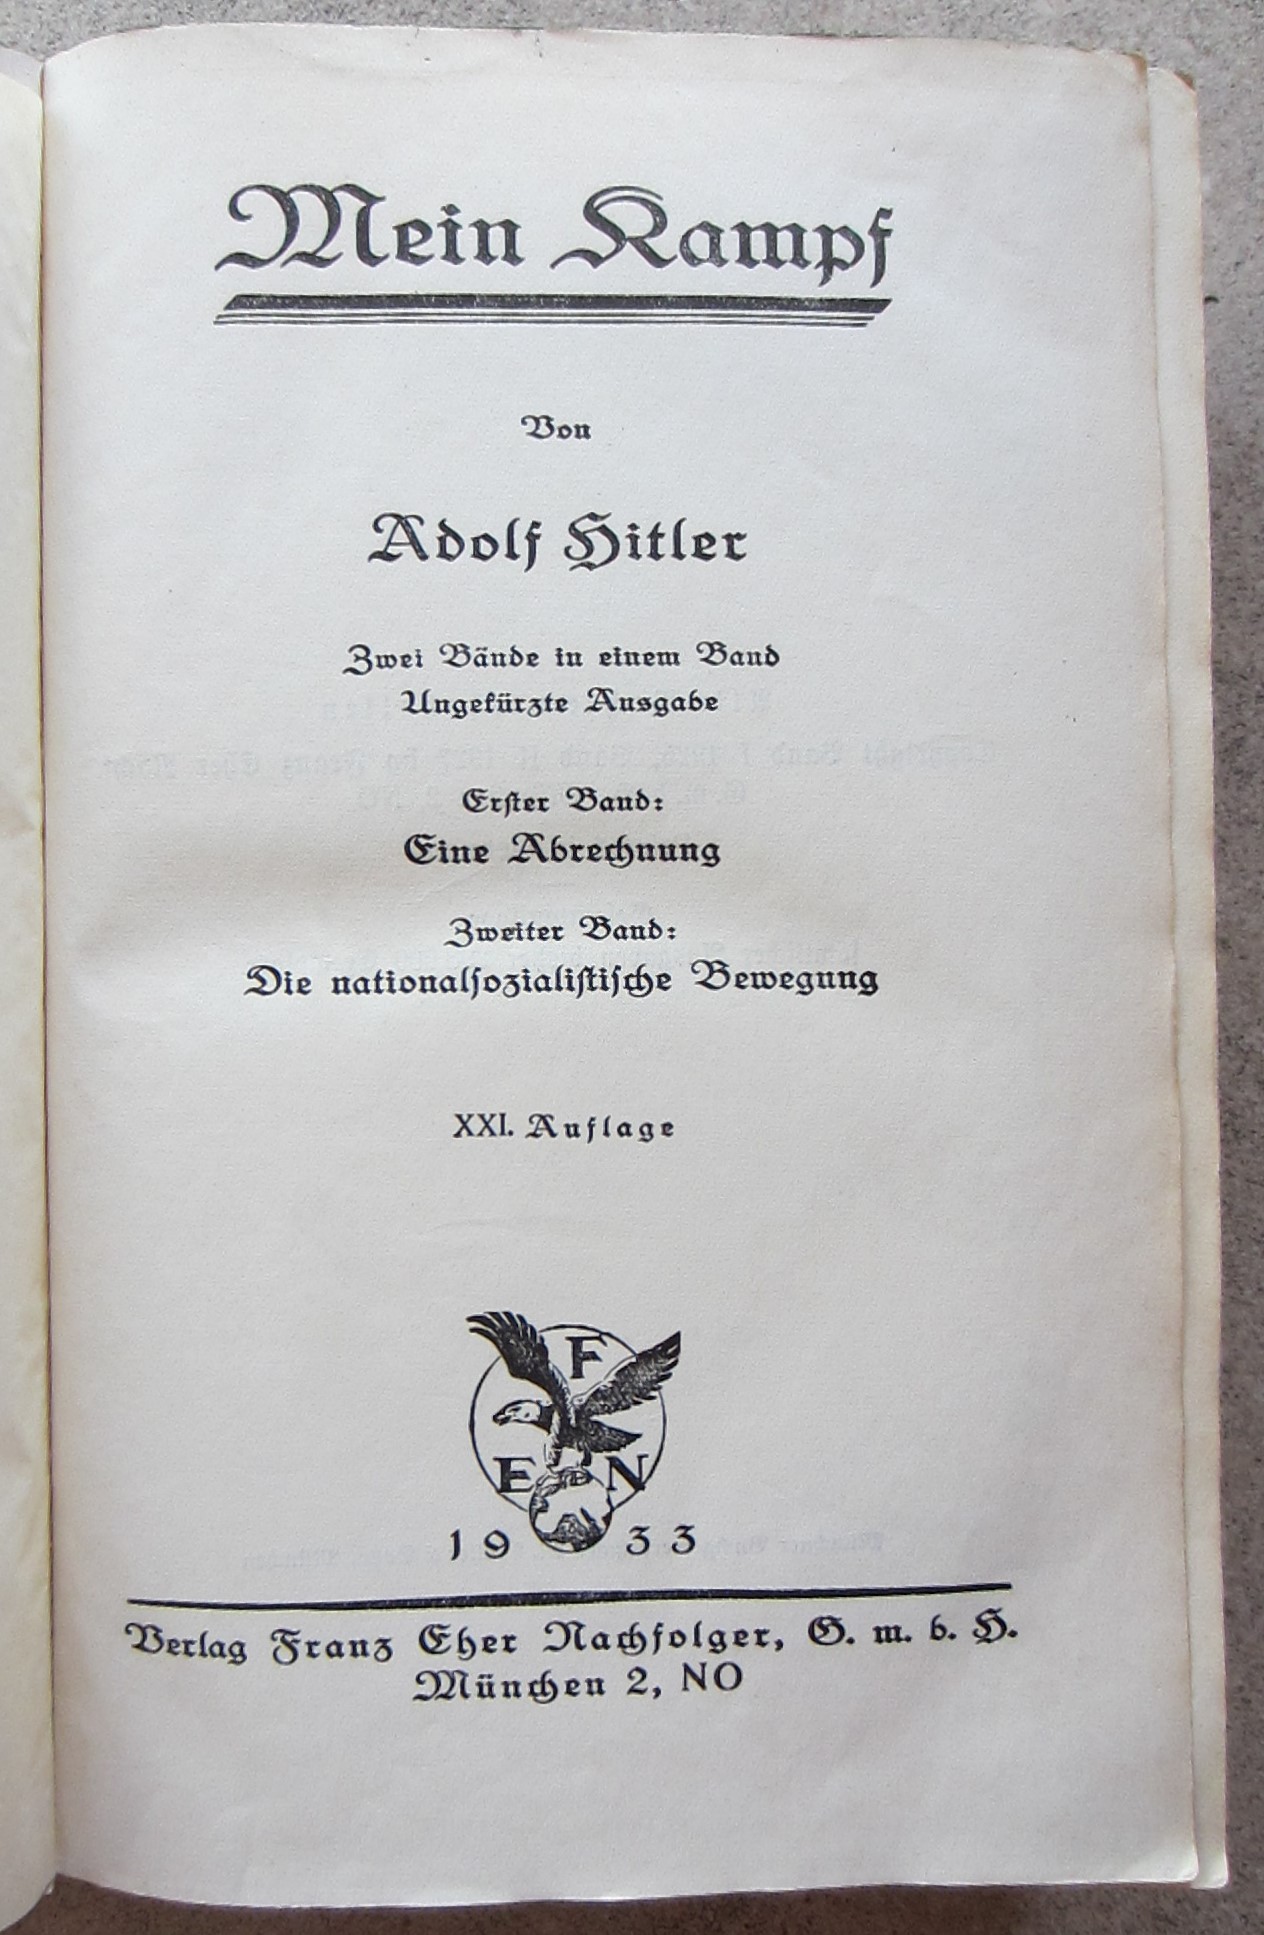 Mein Kampf
Von
Adolf Hitler
Zwei Bände in einem Band
Ungekürzte Ausgabe
Erster Band:
Eine Abrechnung
Zweiter Band:
Die nationalsozialistische Bewegung
XXI. Auflage
F
E N
19 33
Verlag Franz Eher Nachfolger, G. m. b. H.
München 2, NO